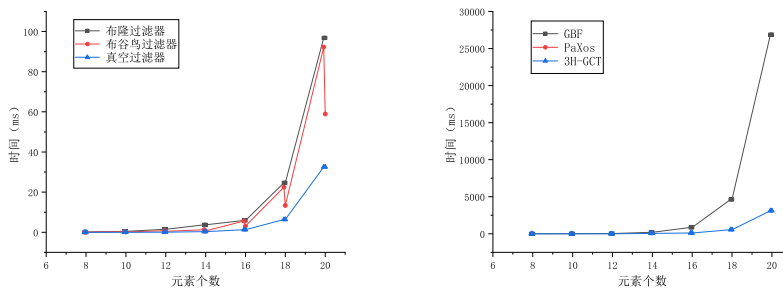 布隆过滤器
布谷鸟过滤器
真空过滤器
时间（ms）
100
80
60
40
20
0
6 8 10 12 14 16 18 20
元素个数
GBF
PaXos
3H-GCT
时间（ms）
30000
25000
20000
15000
10000
5000
0
6 8 10 12 14 16 18 20
元素个数